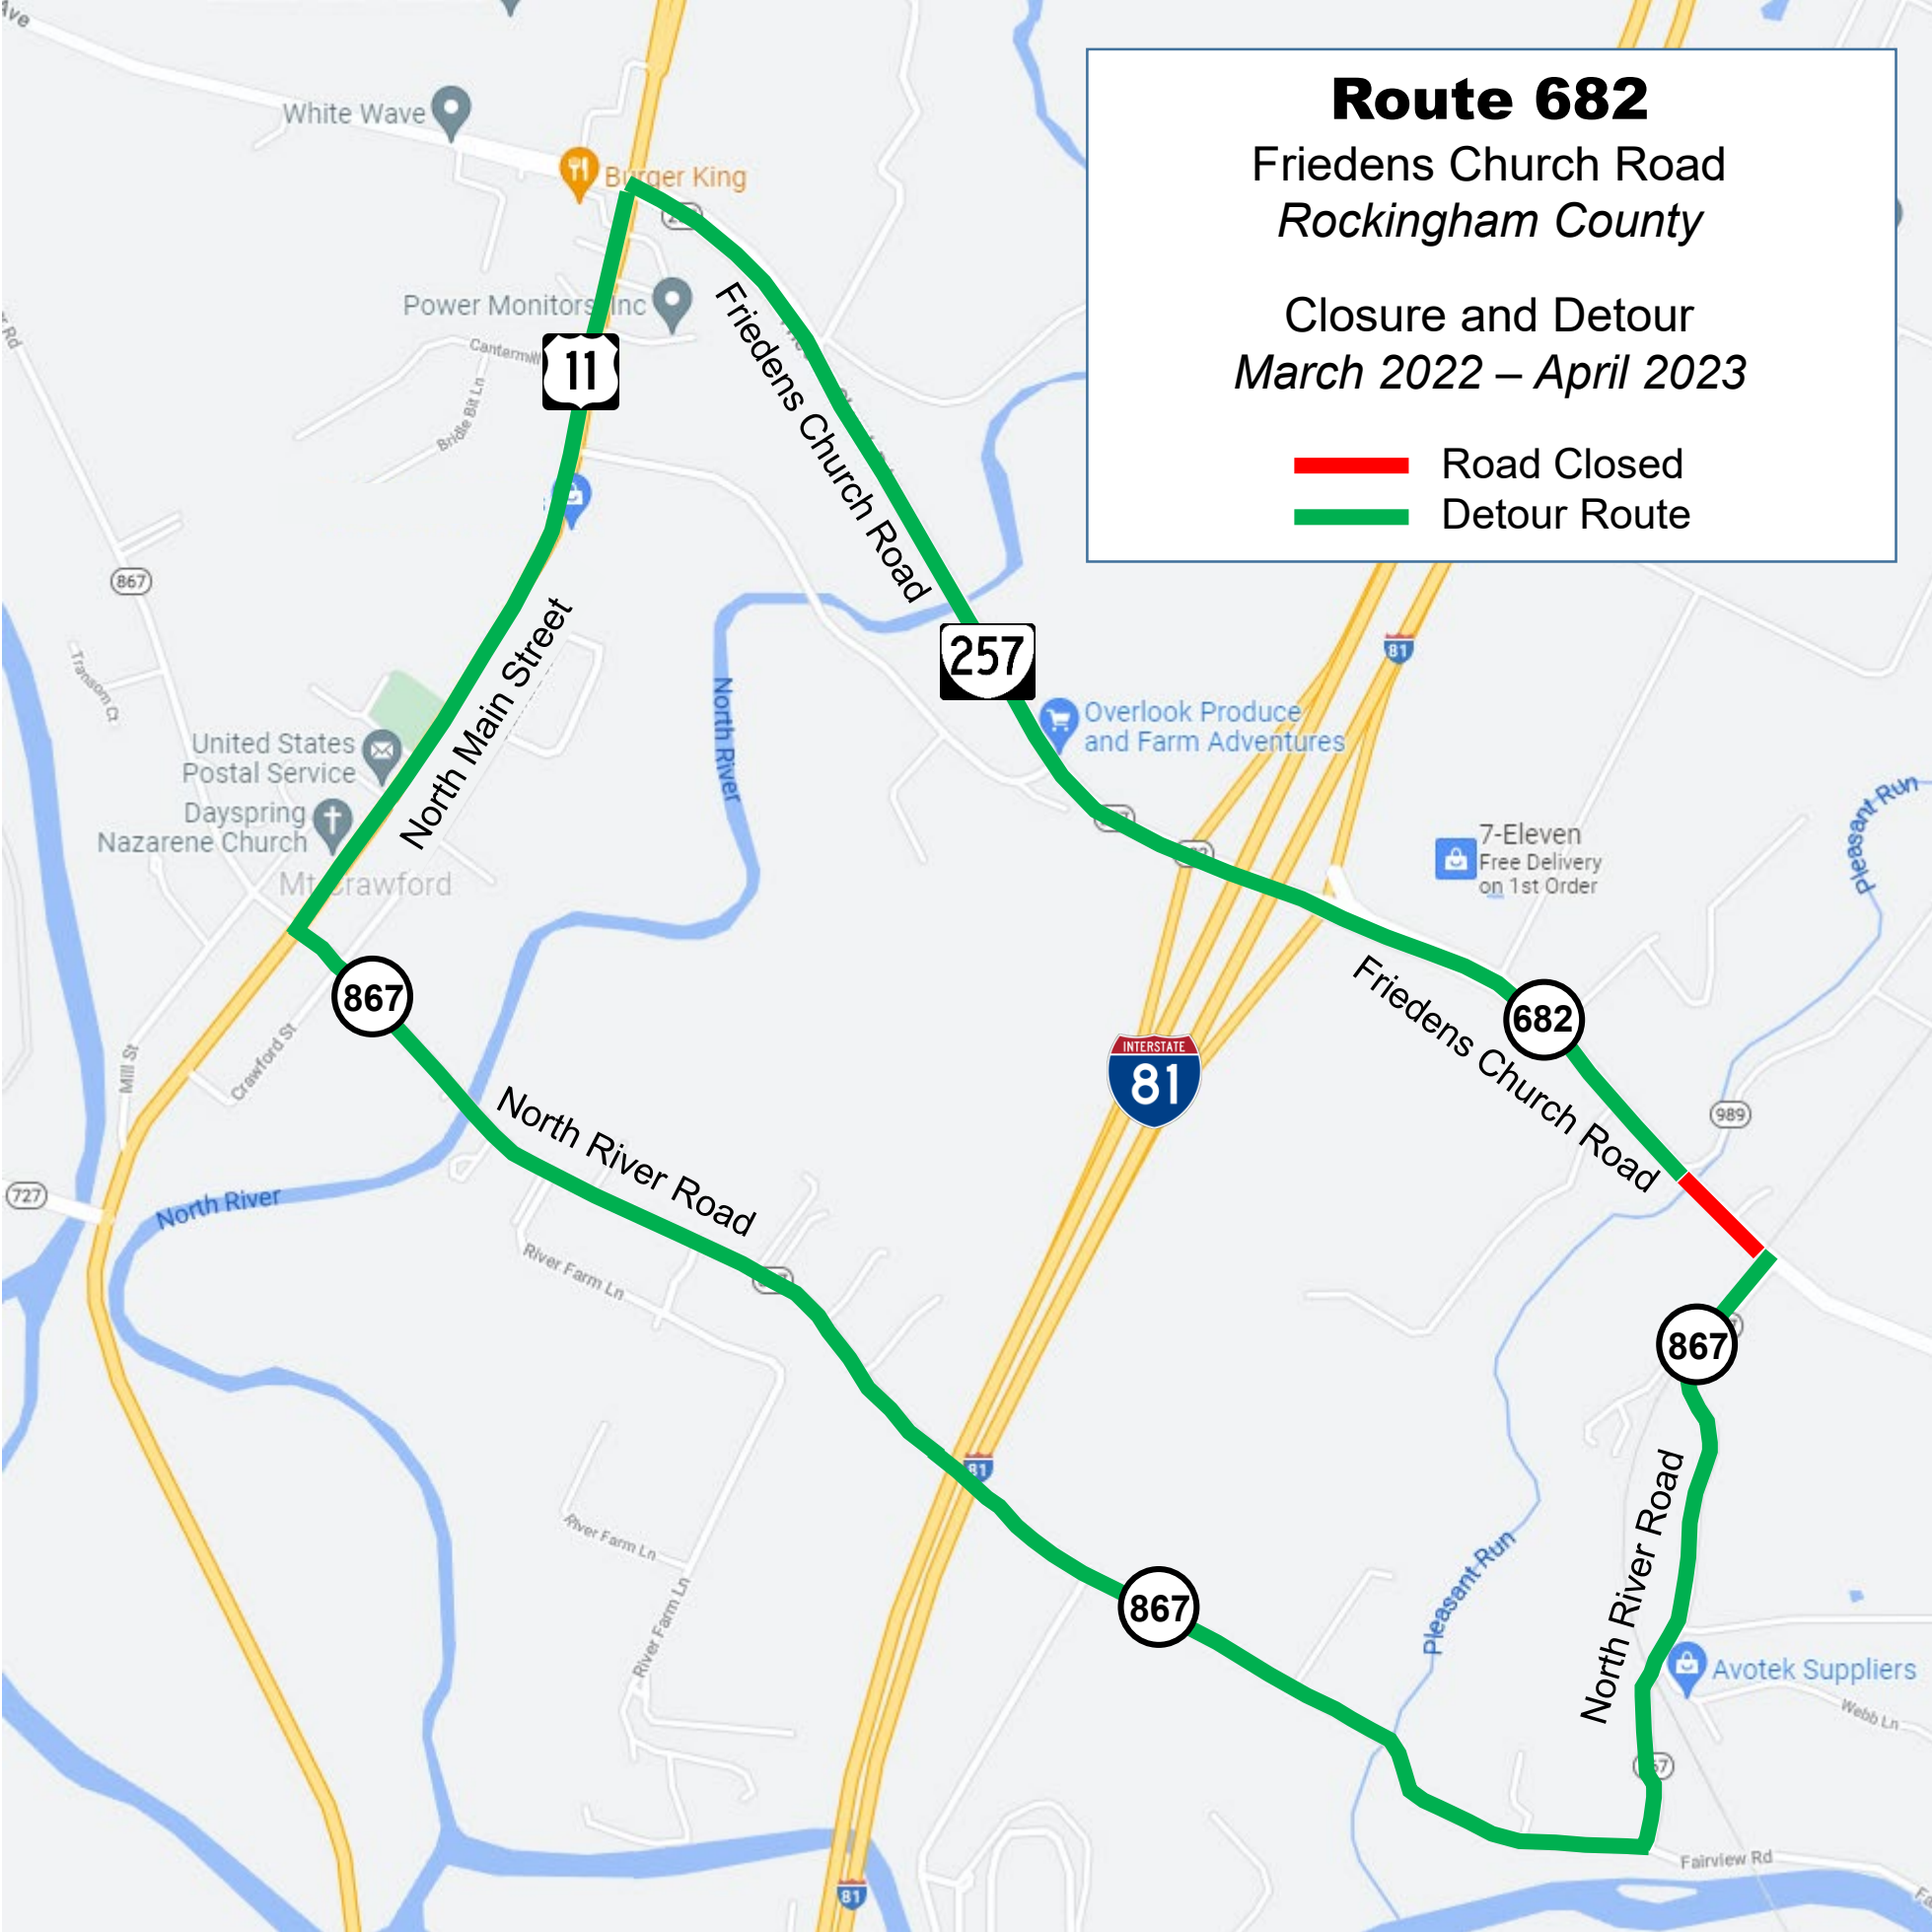 Ave
White Wave
Burger King
Route 682
Friedens Church Road
Rockingham County
Closure and Detour
March 2022 – April 2023
Road Closed
Detour Route
Power Monitors Inc
Cantermill
11
Bridle Bit Ln
Friedens Church Road
r Rd
867
North Main Street
Transom Ct
257
81
Overlook Produce
and Farm Adventures
North River
United States
Postal Service
Dayspring
Nazarene Church
Mt Crawford
7-Eleven
Free Delivery
on 1st Order
Pleasant Run
867
682
Friedens Church Road
Mill St
Crawford St
INTERSTATE
81
989
North River Road
727
North River
River Farm Ln
867
81
River Farm Ln
River Farm Ln
867
Pleasant Run
North River Road
Avotek Suppliers
Webb Ln
Fairview Rd
81